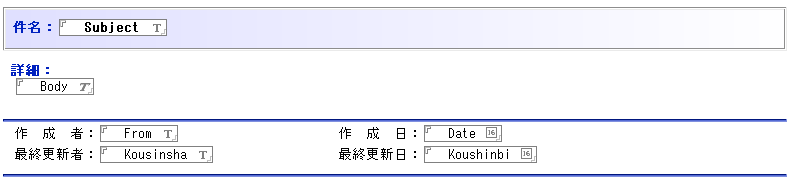 件名： Subject T
詳細：
Body T
作　成　者： From T 作　成　日： Date 16
最終更新者： Kousinsha T 最終更新日： Koushinbi 16